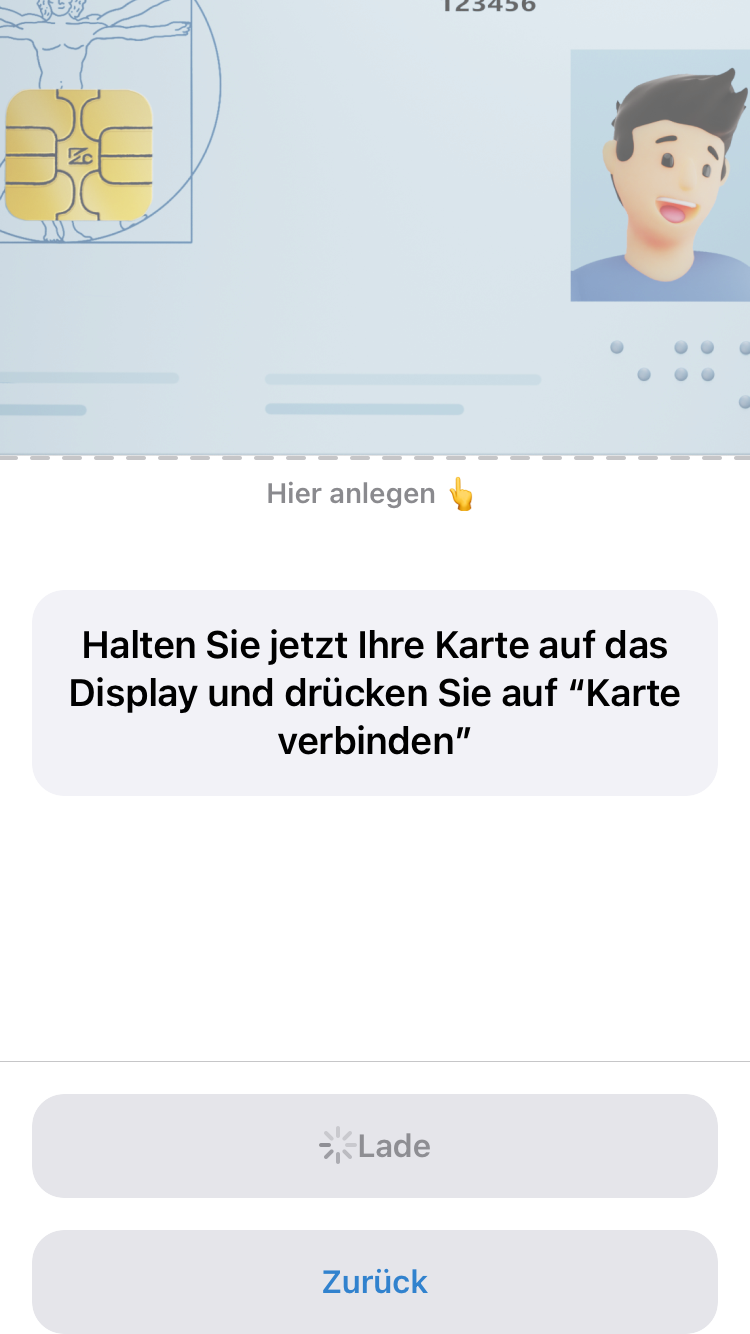 123456
Hier anlegen 👆
Halten Sie jetzt Ihre Karte auf das
Display und drücken Sie auf “Karte
verbinden”
Lade
Zurück